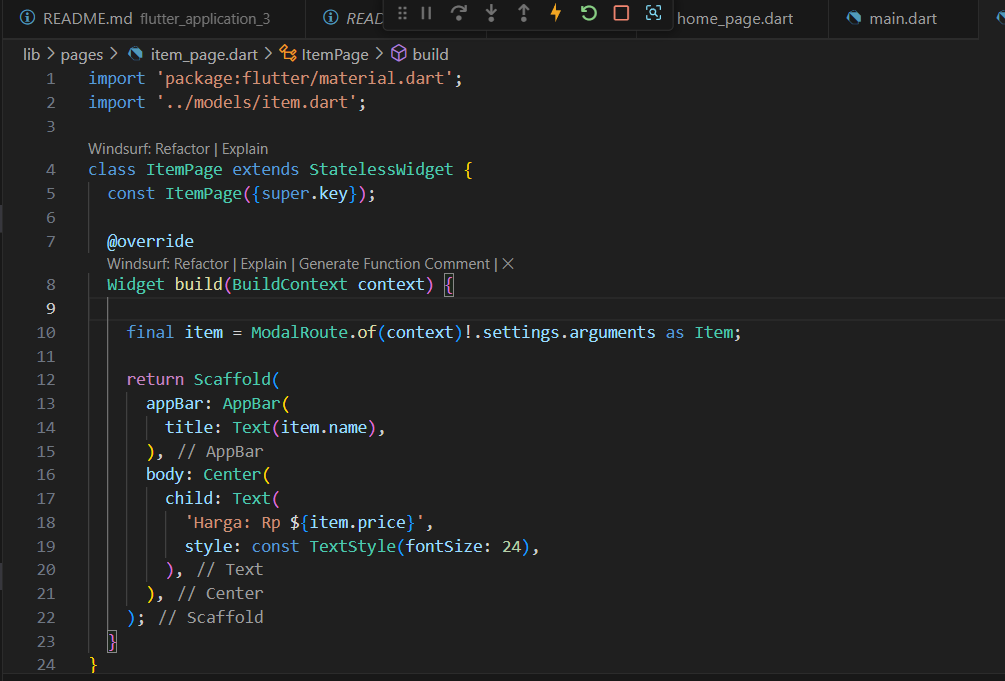 README.md flutter_application_3 READ home_page.dart main.dart
lib > pages > item_page.dart > ItemPage > build
1 import 'package:flutter/material.dart';
2 import '../models/item.dart';
3
Windsurf: Refactor | Explain
4 class ItemPage extends StatelessWidget {
5 const ItemPage({super.key});
6
7 @override
Windsurf: Refactor | Explain | Generate Function Comment | ×
8 Widget build(BuildContext context) {
9
10 final item = ModalRoute.of(context)!.settings.arguments as Item;
11
12 return Scaffold(
13 appBar: AppBar(
14 title: Text(item.name),
15 ), // AppBar
16 body: Center(
17 child: Text(
18 'Harga: Rp ${item.price}',
19 style: const TextStyle(fontSize: 24),
20 ), // Text
21 ), // Center
22 ); // Scaffold
23 }
24 }